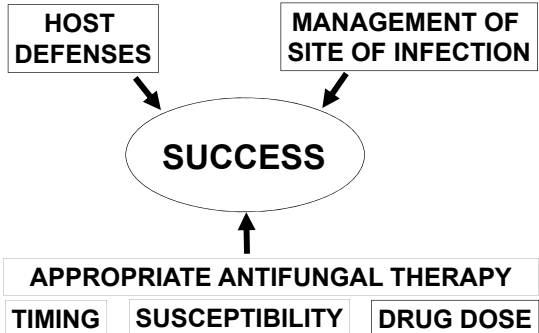 HOST
DEFENSES
MANAGEMENT OF
SITE OF INFECTION
SUCCESS
APPROPRIATE ANTIFUNGAL THERAPY
TIMING
SUSCEPTIBILITY
DRUG DOSE